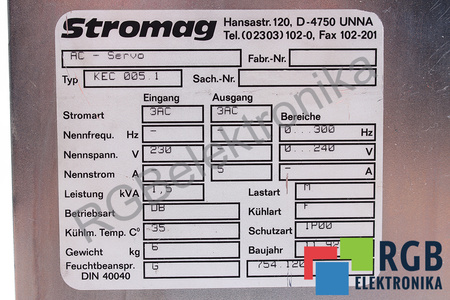 Stromag
Hansastr. 120, D-4750 UNNA
Tel. (02303) 102-0, Fax 102-201
AC - Servo Fabr.-Nr.
Typ KEC 005.1 Sach.-Nr.
Eingang Ausgang
Stromart 3AC 3AC Bereiche
Nennfrequ. Hz - - 0...300 Hz
Nennspann. V 230 - 0..240 V
Nennstrom A - 5 - A
Leistung kVA 1,5 Lastart M
Betriebsart DB Kühlart F
Kühlm. Temp. C° 35 Schutzart IP00
Gewicht kg 6 Baujahr
Feuchtbeanspr. G 754.120
DIN 40040
RGBelektronika
RGB
ELEKTRONIKA